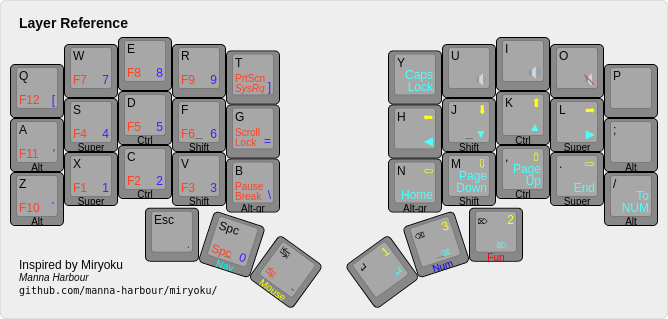 Layer Reference
Q
F12 [
W
F7 7
E
F8 8
R
F9 9
T
PrtScn
SysRq ]
Y
Caps
Lock
U
I
O
P
A
F11 '
Alt
S
F4 4
Super
D
F5 5
Ctrl
F
F6_ 6
Shift
G
Scroll
Lock =
H
J
_
Shift
K
Ctrl
L
Super
;
Alt
Z
F10 `
Alt
X
F1 1
Super
C
F2 2
Ctrl
V
F3 3
Shift
B
Pause
Break \
Alt-gr
N
Home
Alt-gr
M
Page
Down
Shift
,
Page
Up
Ctrl
.
End
Super
/
To
NUM
Alt
Esc
.
Spc
Spc 0
Nav
-
Mouse
1
3
Num
2
Fun
Inspired by Miryoku
Manna Harbour
github.com/manna-harbour/miryoku/